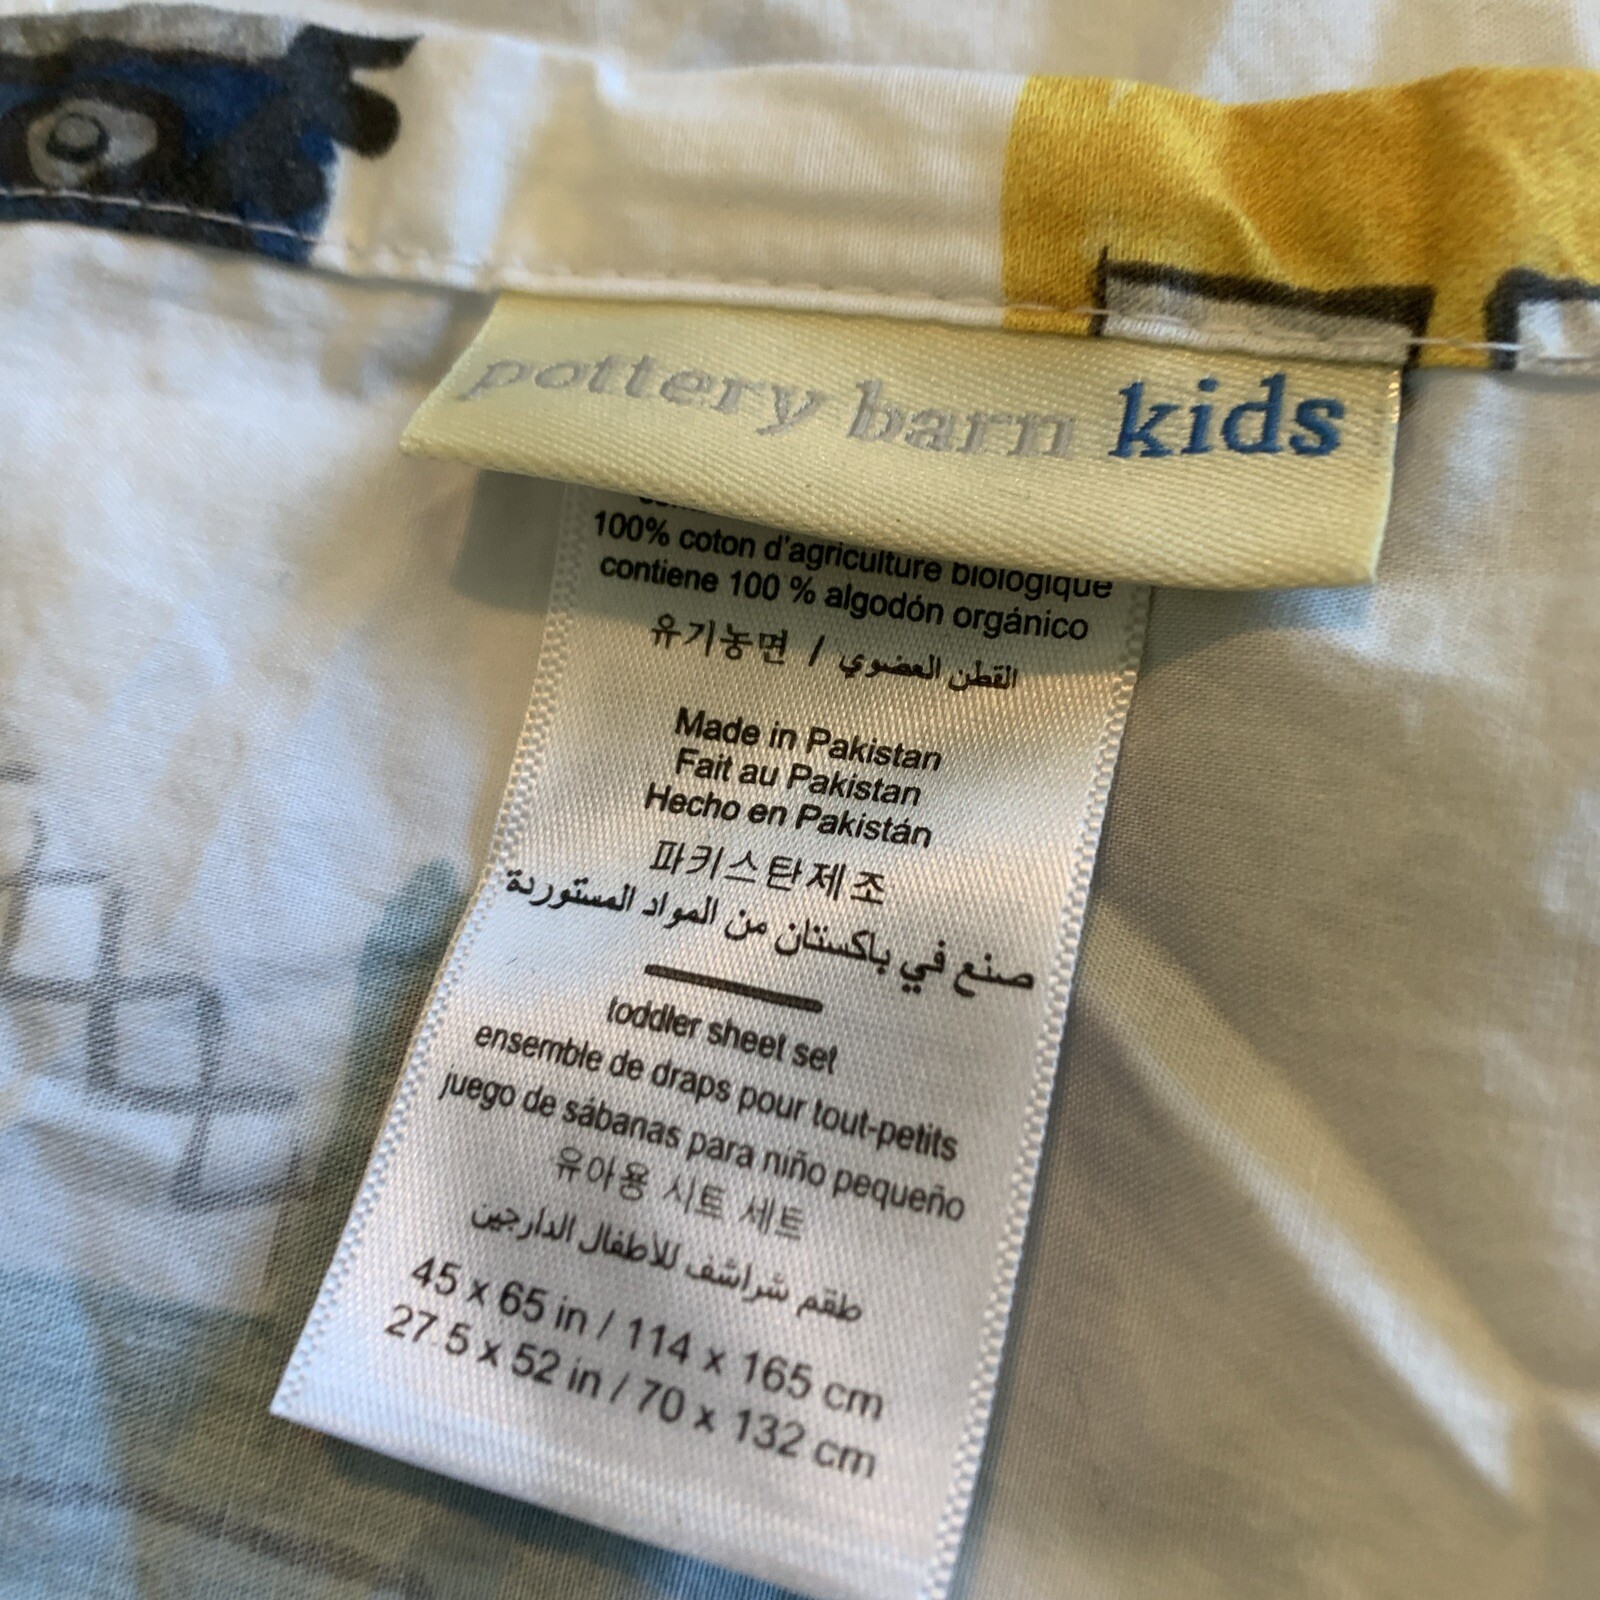 pottery barn kids
100% coton d'agriculture biologique
contiene 100 % algodón orgánico
유기농면 / القطن العضوي
Made in Pakistan
Fait au Pakistan
Hecho en Pakistán
파키스탄제조
صنع في باكستان من المواد المستوردة
toddler sheet set
ensemble de draps pour tout-petits
juego de sábanas para niño pequeño
유아용 시트 세트
طقم شراشف للأطفال الدارجين
45 x 65 in / 114 x 165 cm
27.5 x 52 in / 70 x 132 cm